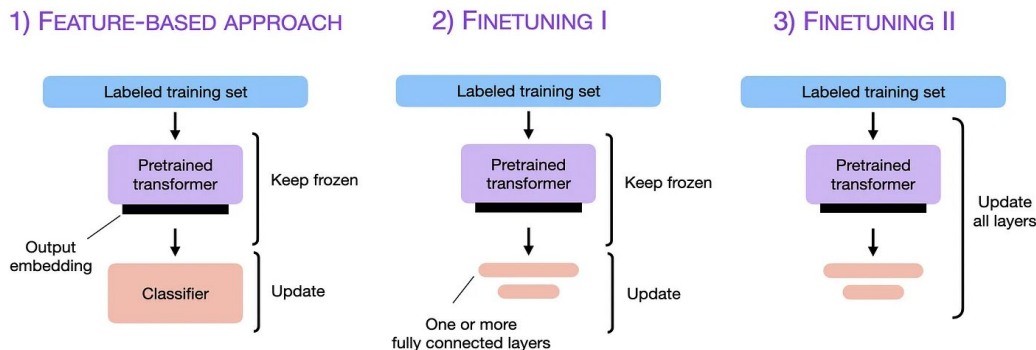 1) FEATURE-BASED APPROACH
Labeled training set
Pretrained
transformer
Keep frozen
Output
embedding
Classifier
Update
2) FINETUNING I
Labeled training set
Pretrained
transformer
Keep frozen
One or more
fully connected layers
Update
3) FINETUNING II
Labeled training set
Pretrained
transformer
Update
all layers